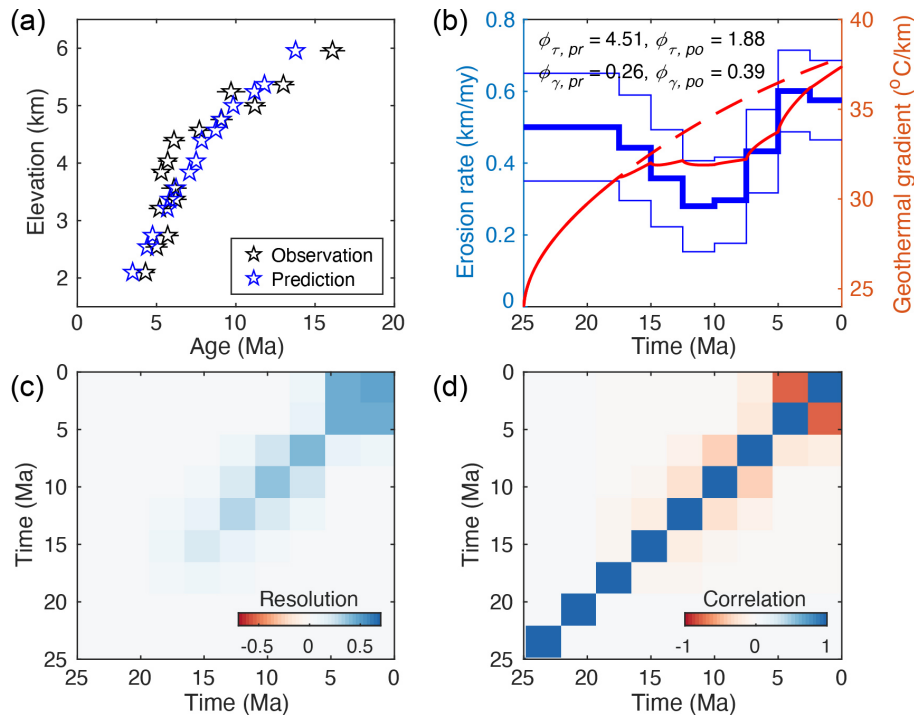 (a)
Elevation (km)
6
5
4
3
2
0
5
10
15
20
Age (Ma)
Observation
Prediction
(b)
Erosion rate (km/my)
0.8
0.6
0.4
0.2
0
ϕτ, pr = 4.51, ϕτ, po = 1.88
ϕγ, pr = 0.26, ϕγ, po = 0.39
40
35
30
25
Geothermal gradient (°C/km)
25
20
15
10
5
0
Time (Ma)
(c)
Time (Ma)
0
5
10
15
20
25
Resolution
-0.5
0
0.5
25
20
15
10
5
0
Time (Ma)
(d)
Time (Ma)
0
5
10
15
20
25
Correlation
-1
0
1
25
20
15
10
5
0
Time (Ma)